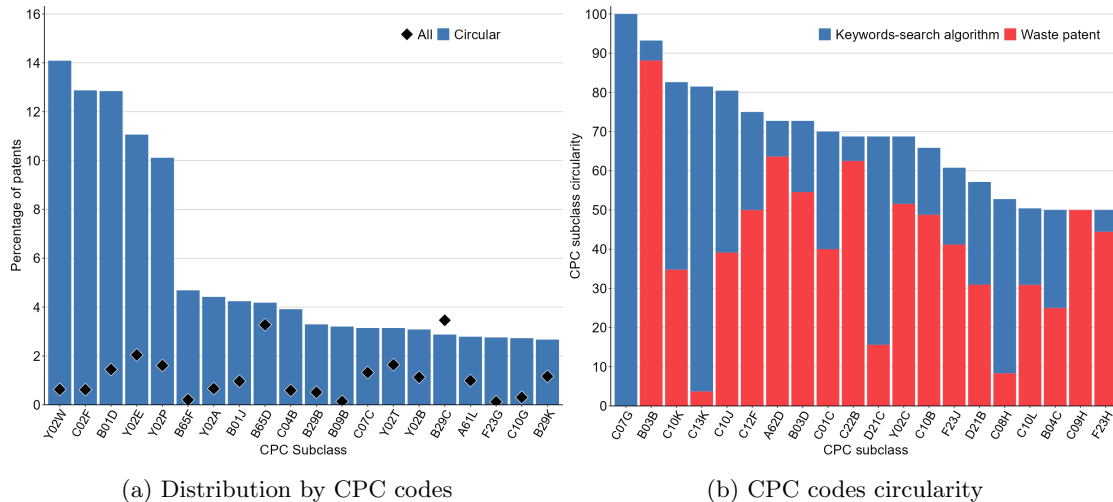 16
14
12
10
8
6
4
2
0
Percentage of patents
All
Circular
Y02W
C02F
B01D
Y02E
Y02P
B65F
Y02A
B01J
B65D
C04B
B29B
B09B
C07C
Y02T
Y02B
B29C
A61L
F23G
C10G
B29K
CPC Subclass
(a) Distribution by CPC codes
100
90
80
70
60
50
40
30
20
10
0
CPC subclass circularity
Keywords-search algorithm
Waste patent
C07G
B03B
C10K
C13K
C10J
C12F
A62D
B03D
C01C
C22B
D21C
Y02C
C10B
F23J
D21B
C08H
C10L
B04C
C09H
F23H
CPC Subclass
(b) CPC codes circularity